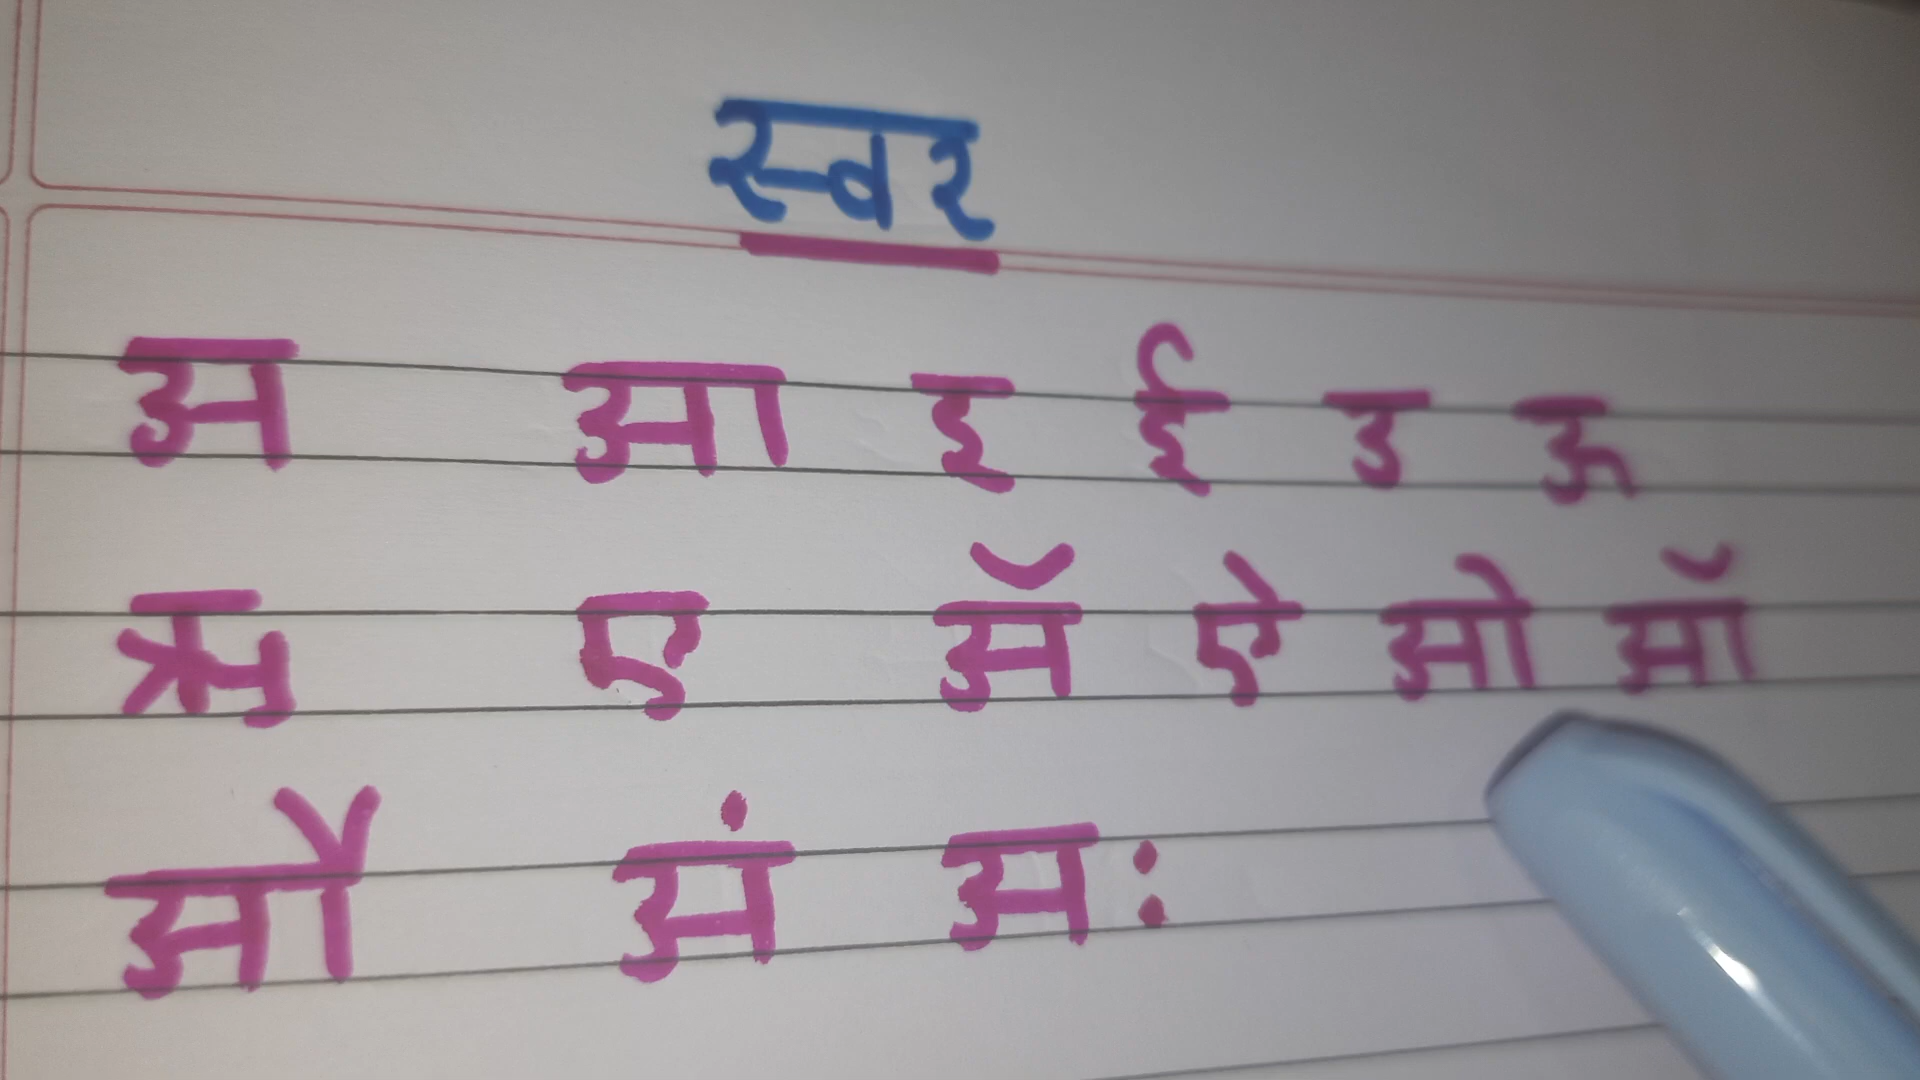 स्वर
अ आ इ ई उ ऊ
ऋ ए ॲ ऐ ओ ऑ
औ अं अः